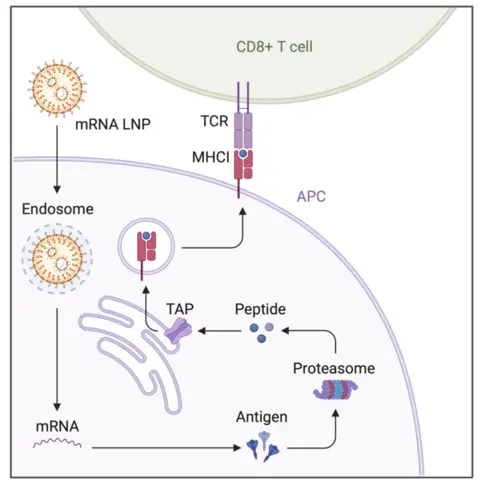 CD8+ T cell
mRNA LNP
TCR
MHCI
APC
Endosome
TAP
Peptide
Proteasome
Antigen
mRNA